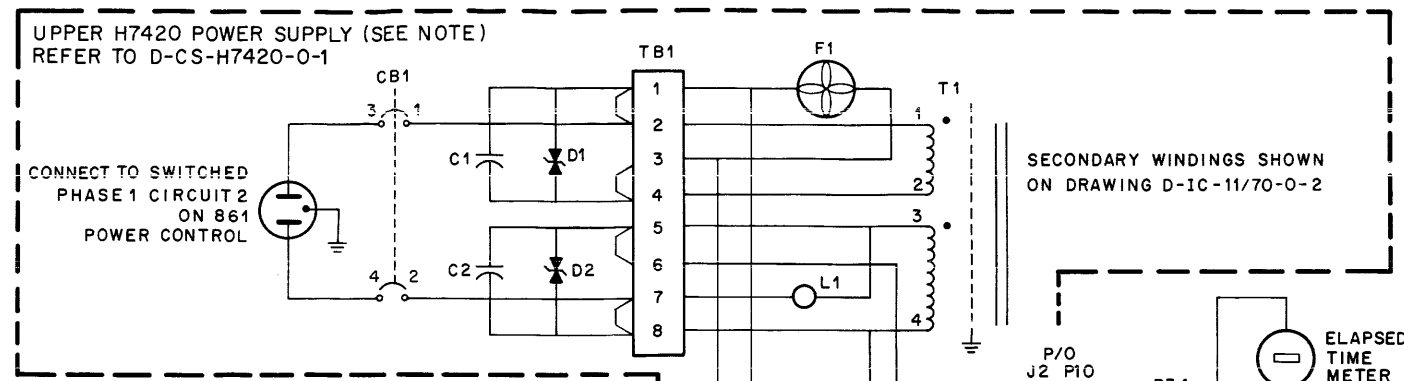 UPPER H7420 POWER SUPPLY (SEE NOTE)
REFER TO D-CS-H7420-0-1
CB1
3
1
CONNECT TO SWITCHED
PHASE 1 CIRCUIT 2
ON 861
POWER CONTROL
4
2
C1
D1
C2
D2
TB1
1
2
3
4
5
6
7
8
F1
L1
T1
1
2
3
4
SECONDARY WINDINGS SHOWN
ON DRAWING D-IC-11/70-0-2
P/O
J2 P10
ELAPSED
TIME
METER